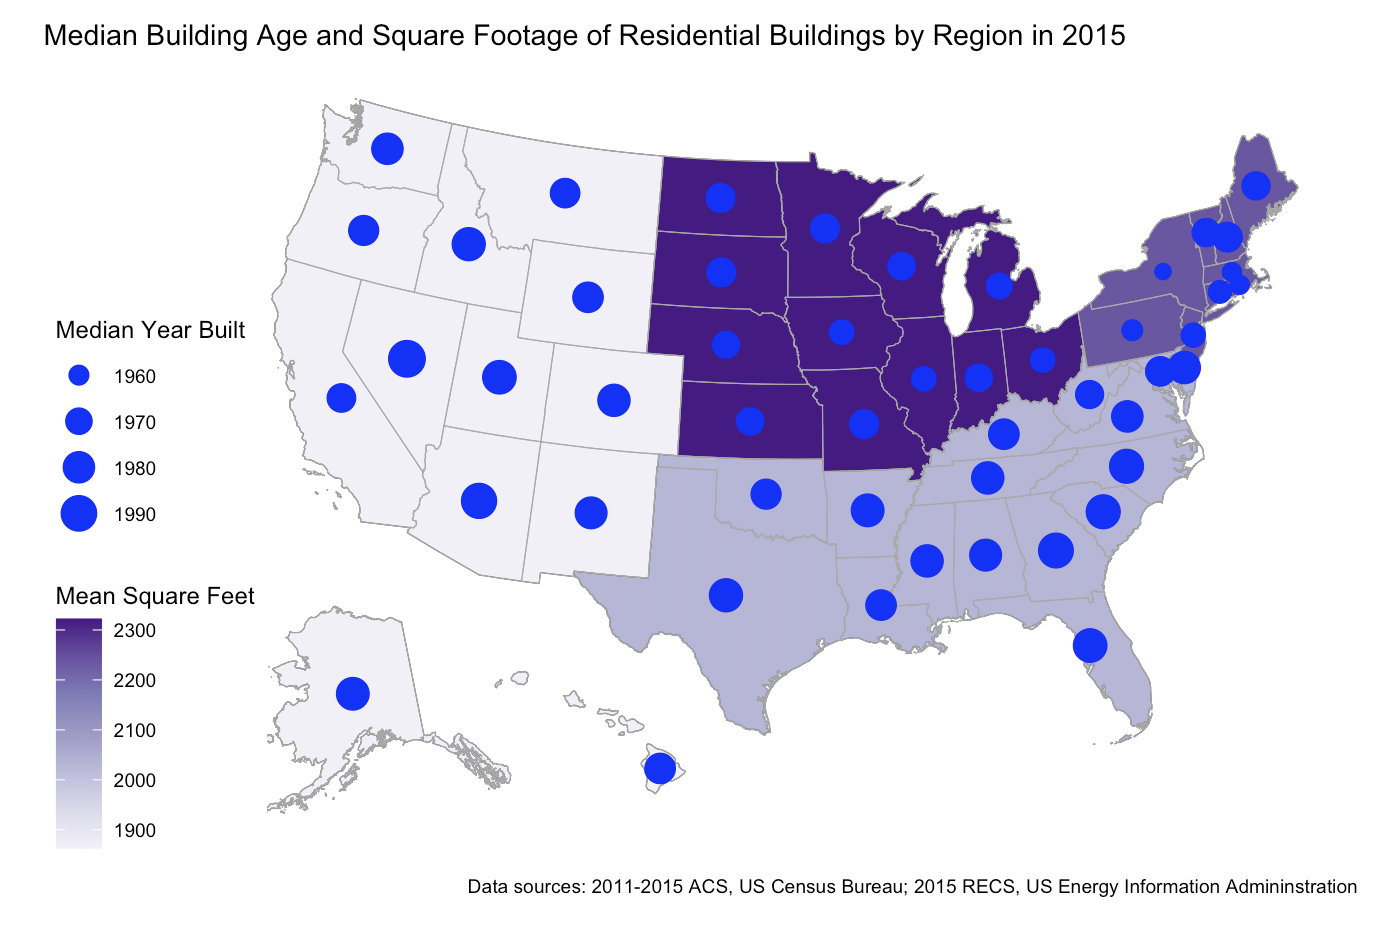 Median Building Age and Square Footage of Residential Buildings by Region in 2015
Median Year Built
1960
1970
1980
1990
Mean Square Feet
2300
2200
2100
2000
1900
Data sources: 2011-2015 ACS, US Census Bureau; 2015 RECS, US Energy Information Admininstration